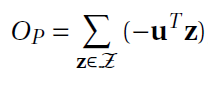 $O_P = \sum_{\mathbf{z} \in \mathcal{Z}} (-\mathbf{u}^T \mathbf{z})$